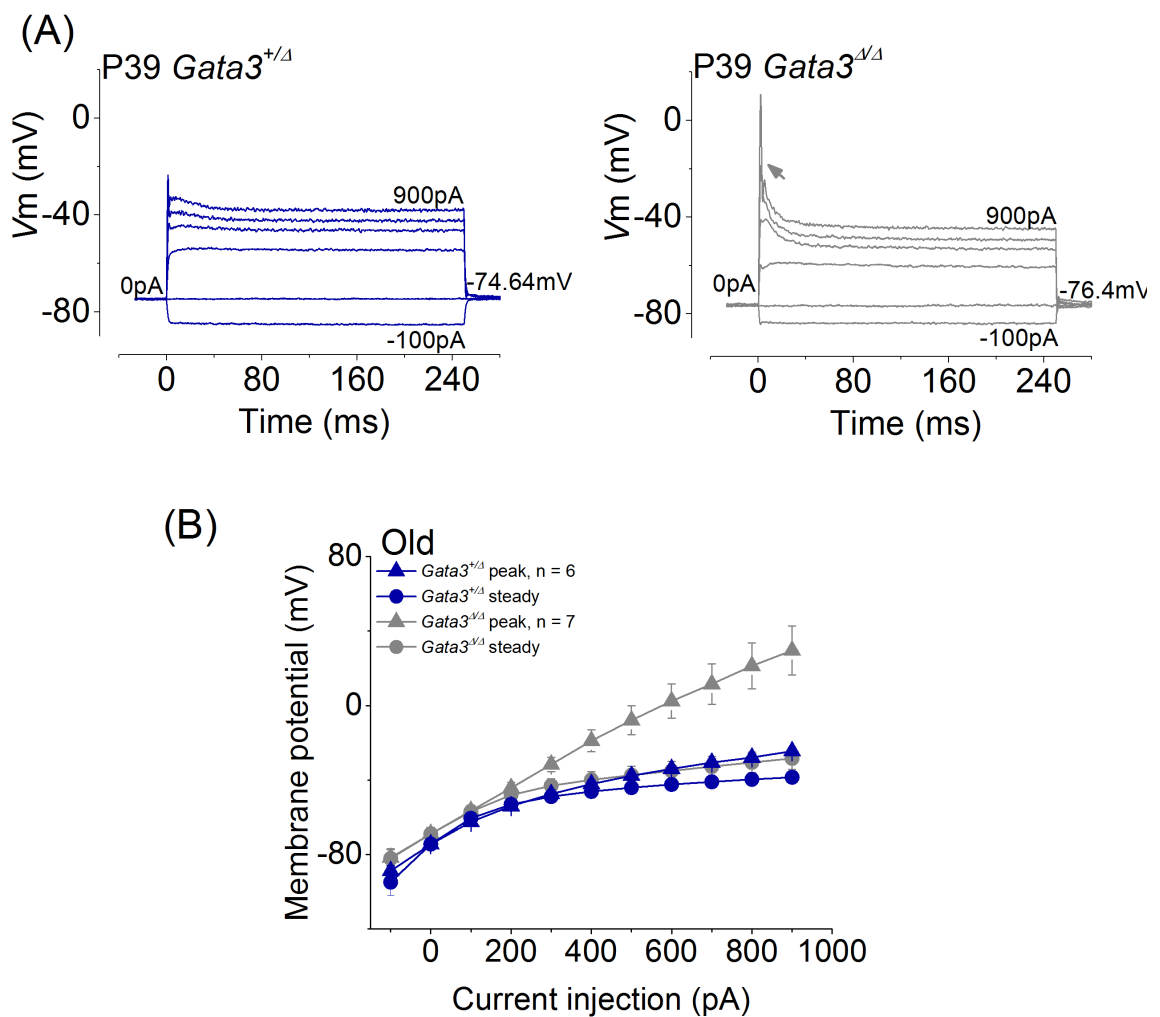 (A)
P39 Gata3+/Δ
P39 Gata3Δ/Δ
Vm (mV)
0
-40
-80
900pA
0pA
-74.64mV
-100pA
0 80 160 240
Time (ms)
Vm (mV)
0
-40
-80
900pA
0pA
-76.4mV
-100pA
0 80 160 240
Time (ms)
(B)
Old
Gata3+/Δ peak, n = 6
Gata3+/Δ steady
Gata3Δ/Δ peak, n = 7
Gata3Δ/Δ steady
Membrane potential (mV)
80
0
-80
0 200 400 600 800 1000
Current injection (pA)